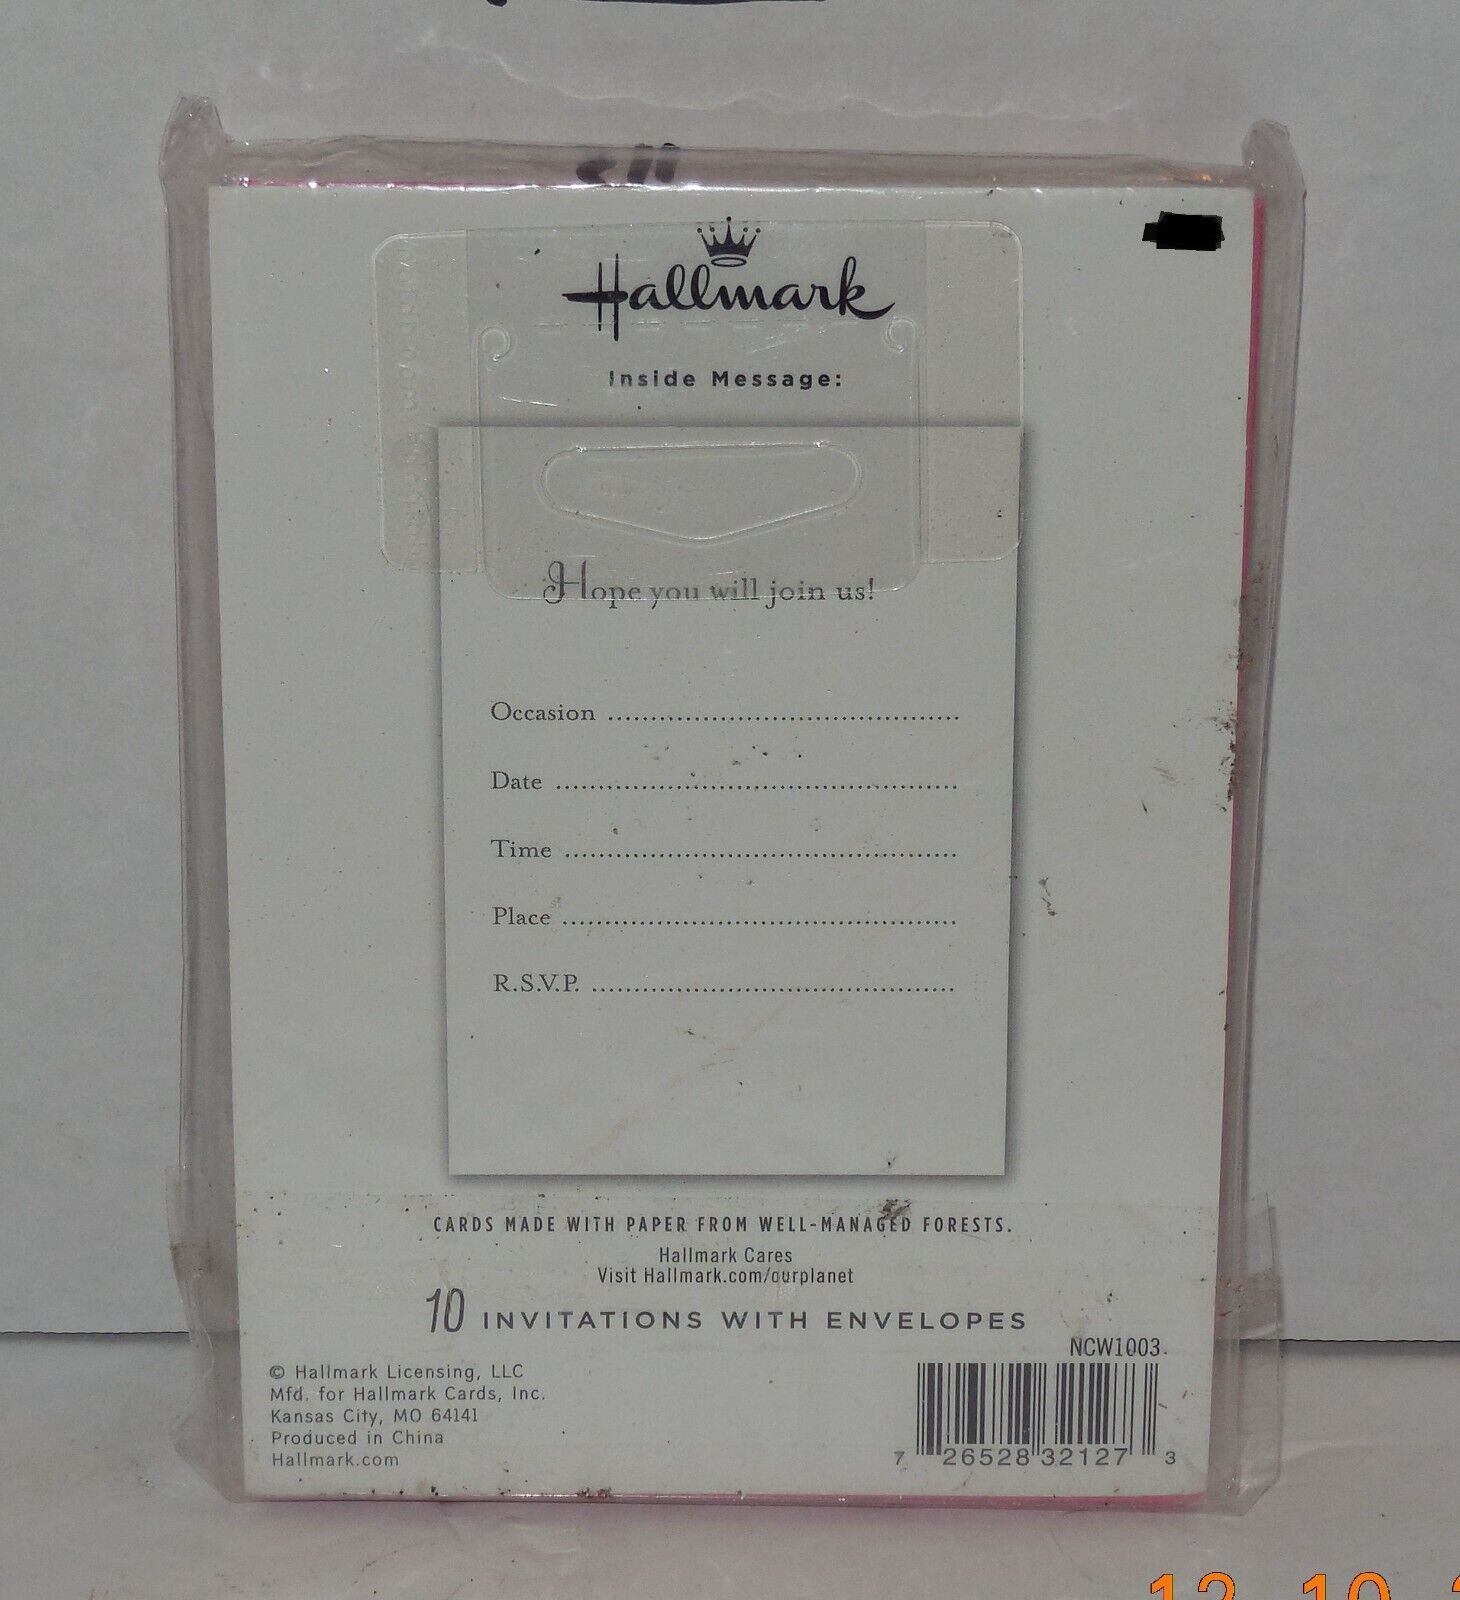 Hallmark
Inside Message:
Hope you will join us!
Occasion
Date
Time
Place
R.S.V.P.
CARDS MADE WITH PAPER FROM WELL-MANAGED FORESTS.
Hallmark Cares
Visit Hallmark.com/ourplanet
10 INVITATIONS WITH ENVELOPES
NCW1003
© Hallmark Licensing, LLC
Mfd. for Hallmark Cards, Inc.
Kansas City, MO 64141
Produced in China
Hallmark.com
7 26528 32127 3
12 10